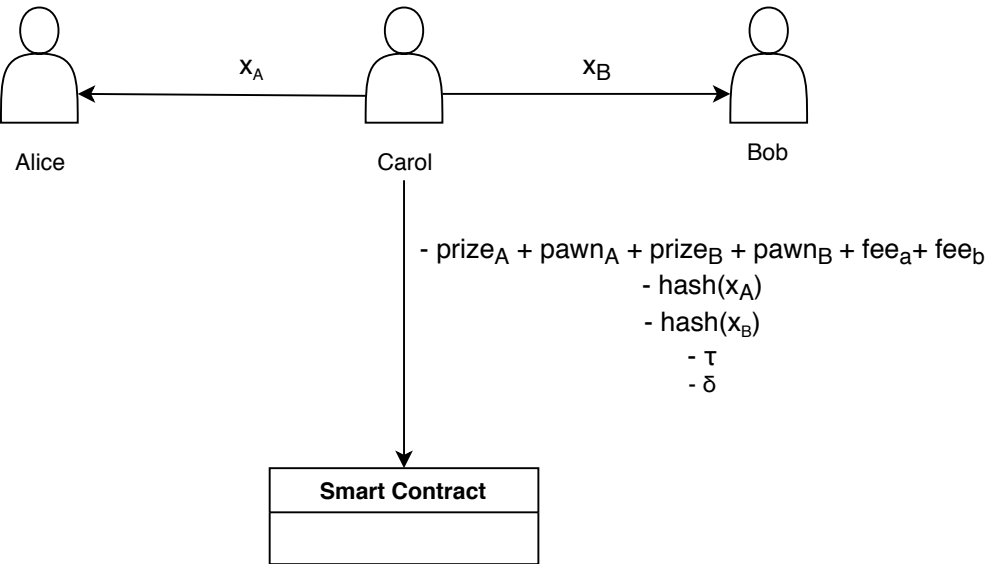 x_A
x_B
Alice
Carol
Bob
- prize_A + pawn_A + prize_B + pawn_B + fee_a+ fee_b
- hash(x_A)
- hash(x_B)
- τ
- δ
Smart Contract